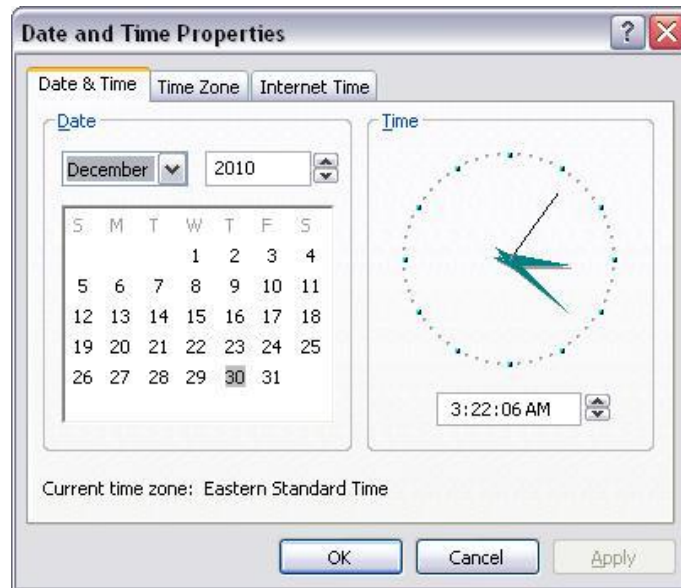 Date and Time Properties
Date & Time Time Zone Internet Time
Date
December 2010
S M T W T F S
1 2 3 4
5 6 7 8 9 10 11
12 13 14 15 16 17 18
19 20 21 22 23 24 25
26 27 28 29 30 31
Time
3:22:06 AM
Current time zone: Eastern Standard Time
OK Cancel Apply